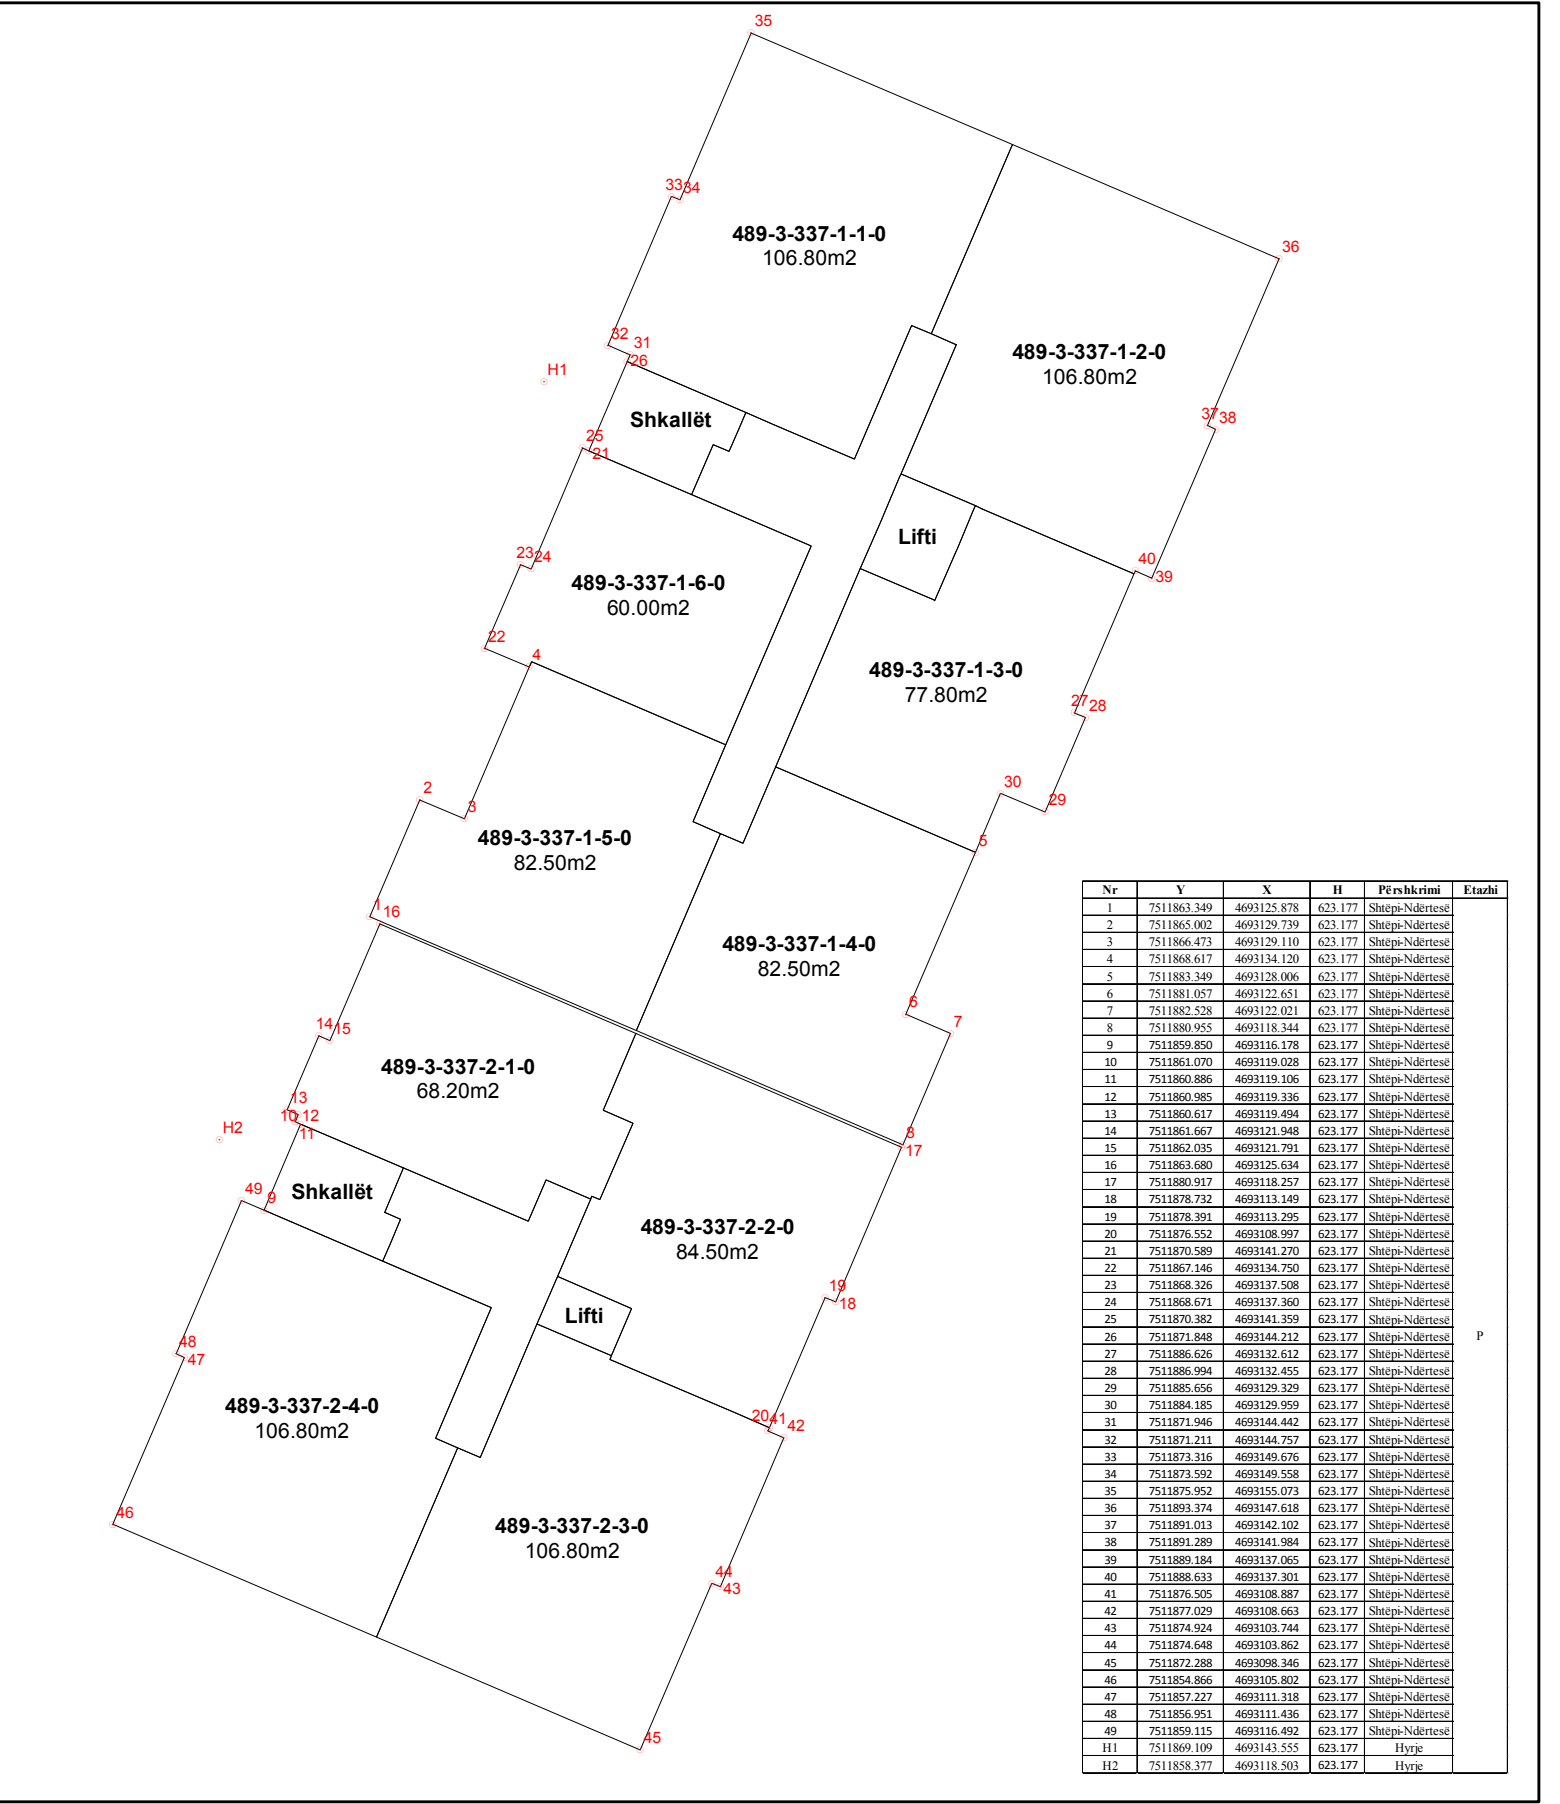 35
33 34
489-3-337-1-1-0
106.80m2
36
32 31
26
489-3-337-1-2-0
106.80m2
H1
Shkallët
37 38
25
21
Lifti
23 24
40
39
489-3-337-1-6-0
60.00m2
22
4
489-3-337-1-3-0
77.80m2
27 28
2
3
30
29
489-3-337-1-5-0
82.50m2
5
1 16
489-3-337-1-4-0
82.50m2
6
7
14 15
489-3-337-2-1-0
68.20m2
13
10 12
11
H2
8
17
49 9
Shkallët
489-3-337-2-2-0
84.50m2
19
18
Lifti
48
47
489-3-337-2-4-0
106.80m2
20 41 42
46
489-3-337-2-3-0
106.80m2
44
43
45
Nr Y X H Përshkrimi Etazhi
1 7511863.349 4693125.878 623.177 Shtëpi-Ndërtesë
2 7511865.002 4693129.739 623.177 Shtëpi-Ndërtesë
3 7511866.473 4693129.110 623.177 Shtëpi-Ndërtesë
4 7511868.617 4693134.120 623.177 Shtëpi-Ndërtesë
5 7511883.349 4693128.006 623.177 Shtëpi-Ndërtesë
6 7511881.057 4693122.651 623.177 Shtëpi-Ndërtesë
7 7511882.528 4693122.021 623.177 Shtëpi-Ndërtesë
8 7511880.955 4693118.344 623.177 Shtëpi-Ndërtesë
9 7511859.850 4693116.178 623.177 Shtëpi-Ndërtesë
10 7511861.070 4693119.028 623.177 Shtëpi-Ndërtesë
11 7511860.886 4693119.106 623.177 Shtëpi-Ndërtesë
12 7511860.985 4693119.336 623.177 Shtëpi-Ndërtesë
13 7511860.617 4693119.494 623.177 Shtëpi-Ndërtesë
14 7511861.667 4693121.948 623.177 Shtëpi-Ndërtesë
15 7511862.035 4693121.791 623.177 Shtëpi-Ndërtesë
16 7511863.680 4693125.634 623.177 Shtëpi-Ndërtesë
17 7511880.917 4693118.257 623.177 Shtëpi-Ndërtesë
18 7511878.732 4693113.149 623.177 Shtëpi-Ndërtesë
19 7511878.391 4693113.295 623.177 Shtëpi-Ndërtesë
20 7511876.552 4693108.997 623.177 Shtëpi-Ndërtesë
21 7511870.589 4693141.270 623.177 Shtëpi-Ndërtesë
22 7511867.146 4693134.750 623.177 Shtëpi-Ndërtesë
23 7511868.326 4693137.508 623.177 Shtëpi-Ndërtesë
24 7511868.671 4693137.360 623.177 Shtëpi-Ndërtesë
25 7511870.382 4693141.359 623.177 Shtëpi-Ndërtesë
26 7511871.848 4693144.212 623.177 Shtëpi-Ndërtesë P
27 7511886.626 4693132.612 623.177 Shtëpi-Ndërtesë
28 7511886.994 4693132.455 623.177 Shtëpi-Ndërtesë
29 7511885.656 4693129.329 623.177 Shtëpi-Ndërtesë
30 7511884.185 4693129.959 623.177 Shtëpi-Ndërtesë
31 7511871.946 4693144.442 623.177 Shtëpi-Ndërtesë
32 7511871.211 4693144.757 623.177 Shtëpi-Ndërtesë
33 7511873.316 4693149.676 623.177 Shtëpi-Ndërtesë
34 7511873.592 4693149.558 623.177 Shtëpi-Ndërtesë
35 7511875.952 4693155.073 623.177 Shtëpi-Ndërtesë
36 7511893.374 4693147.618 623.177 Shtëpi-Ndërtesë
37 7511891.013 4693142.102 623.177 Shtëpi-Ndërtesë
38 7511891.289 4693141.984 623.177 Shtëpi-Ndërtesë
39 7511889.184 4693137.065 623.177 Shtëpi-Ndërtesë
40 7511888.633 4693137.301 623.177 Shtëpi-Ndërtesë
41 7511876.505 4693108.887 623.177 Shtëpi-Ndërtesë
42 7511877.029 4693108.663 623.177 Shtëpi-Ndërtesë
43 7511874.924 4693103.744 623.177 Shtëpi-Ndërtesë
44 7511874.648 4693103.862 623.177 Shtëpi-Ndërtesë
45 7511872.288 4693098.346 623.177 Shtëpi-Ndërtesë
46 7511854.866 4693105.802 623.177 Shtëpi-Ndërtesë
47 7511857.227 4693111.318 623.177 Shtëpi-Ndërtesë
48 7511856.951 4693111.436 623.177 Shtëpi-Ndërtesë
49 7511859.115 4693116.492 623.177 Shtëpi-Ndërtesë
H1 7511869.109 4693143.555 623.177 Hyrje
H2 7511858.377 4693118.503 623.177 Hyrje